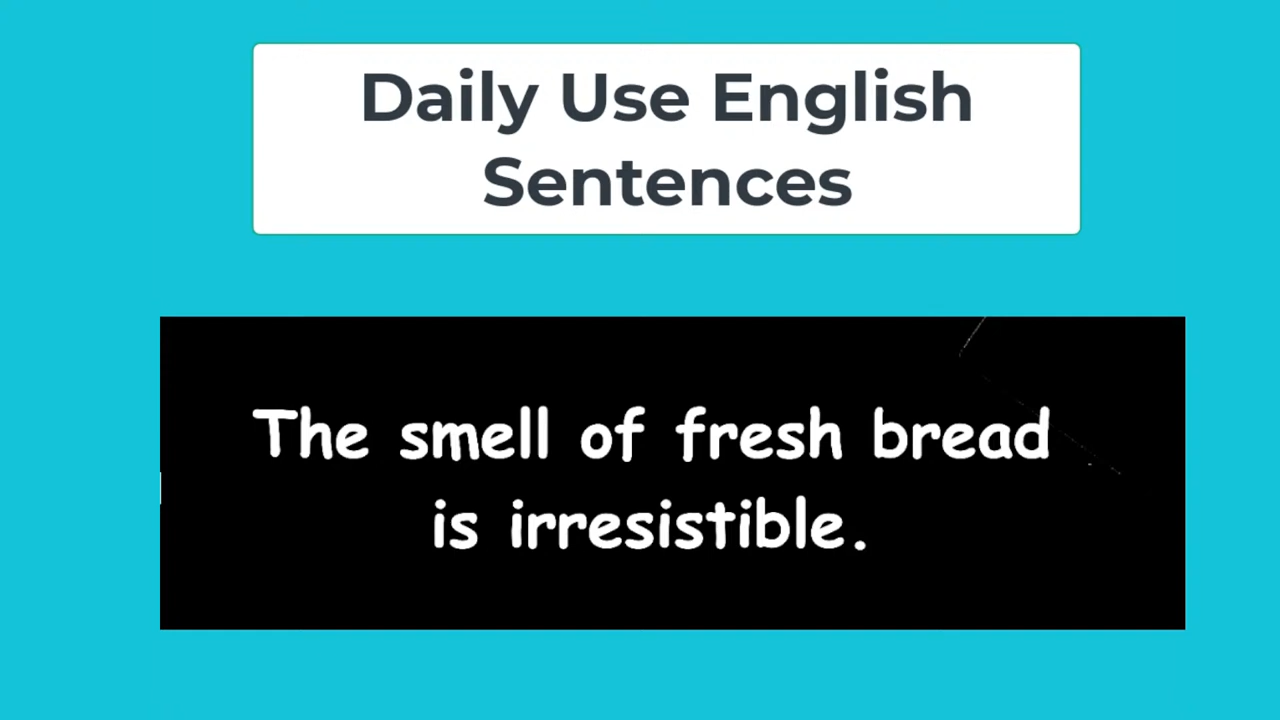 Daily Use English
Sentences
The smell of fresh bread
is irresistible.